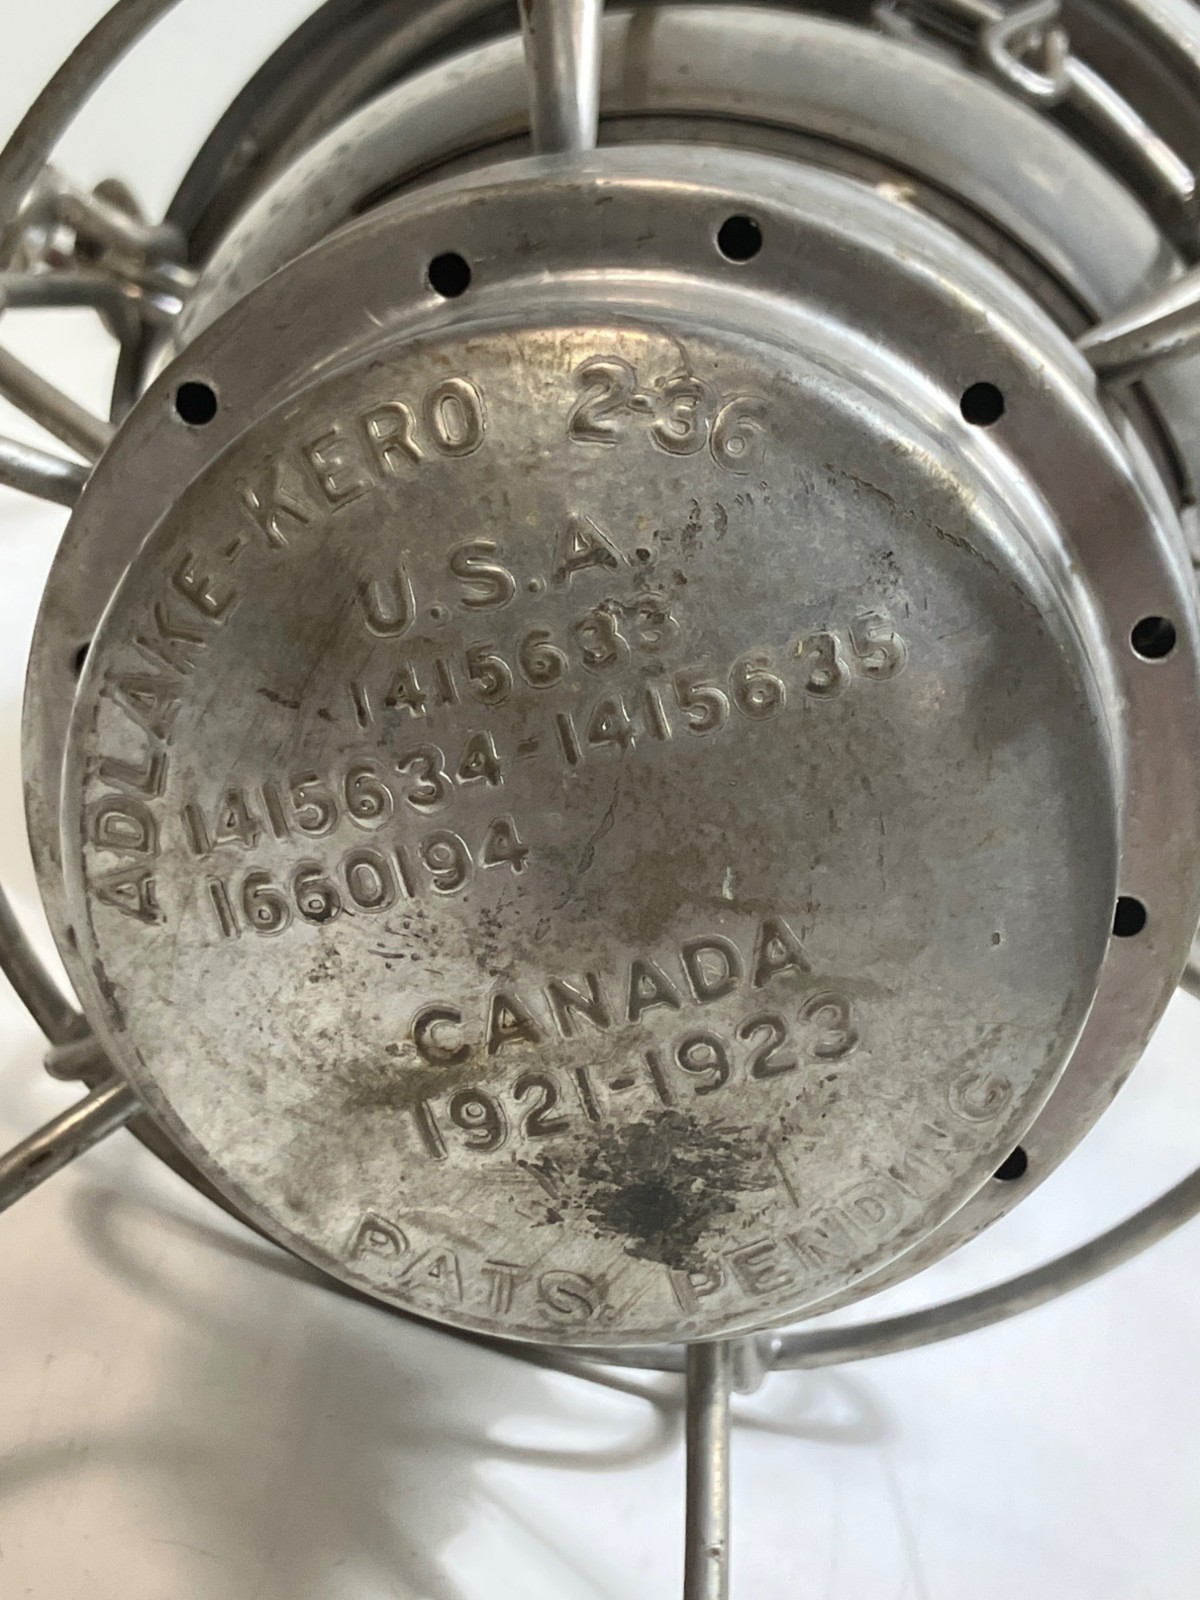 ADLAKE-KERO 2-36
U.S.A.
1415633
1415634-1415635
1660194
CANADA
1921-1923
PATS. PENDING